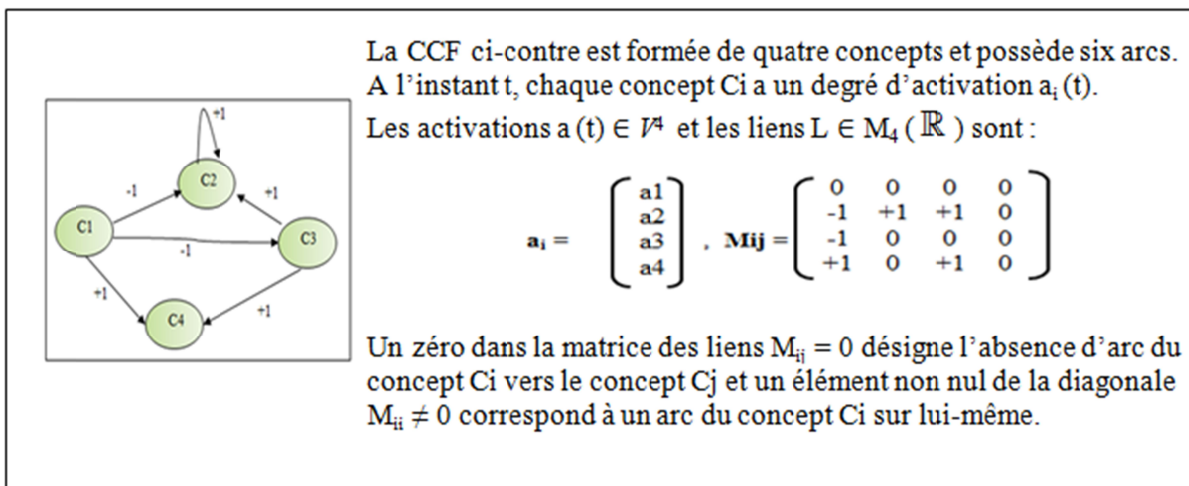 La CCF ci-contre est formée de quatre concepts et possède six arcs.
A l'instant t, chaque concept Ci a un degré d'activation aᵢ (t).
Les activations a (t) ∈ V⁴ et les liens L ∈ M₄ ( ℝ ) sont :
+1
C2
-1
+1
C1
C3
-1
+1
+1
C4
aᵢ = ( a1 a2 a3 a4 ) , Mij = ( 0 0 0 0
-1 +1 +1 0
-1 0 0 0
+1 0 +1 0 )
Un zéro dans la matrice des liens Mᵢⱼ = 0 désigne l'absence d'arc du
concept Ci vers le concept Cj et un élément non nul de la diagonale
Mᵢᵢ ≠ 0 correspond à un arc du concept Ci sur lui-même.